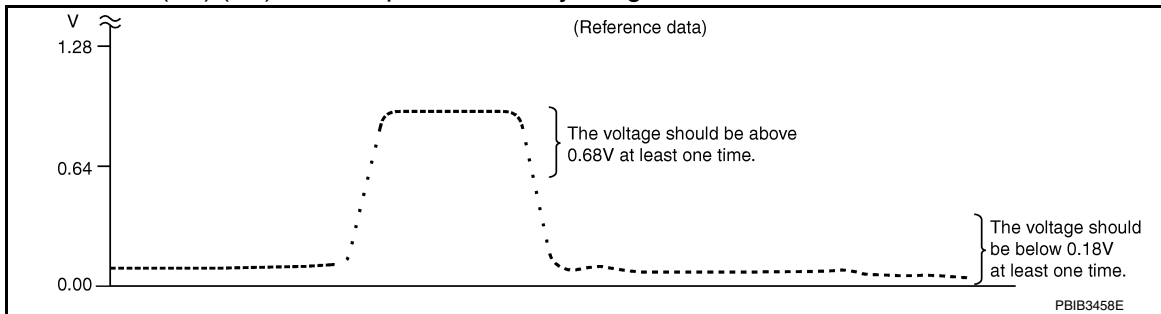 V
(Reference data)
1.28
The voltage should be above
0.68V at least one time.
0.64
The voltage should
be below 0.18V
at least one time.
0.00
PBIB3458E